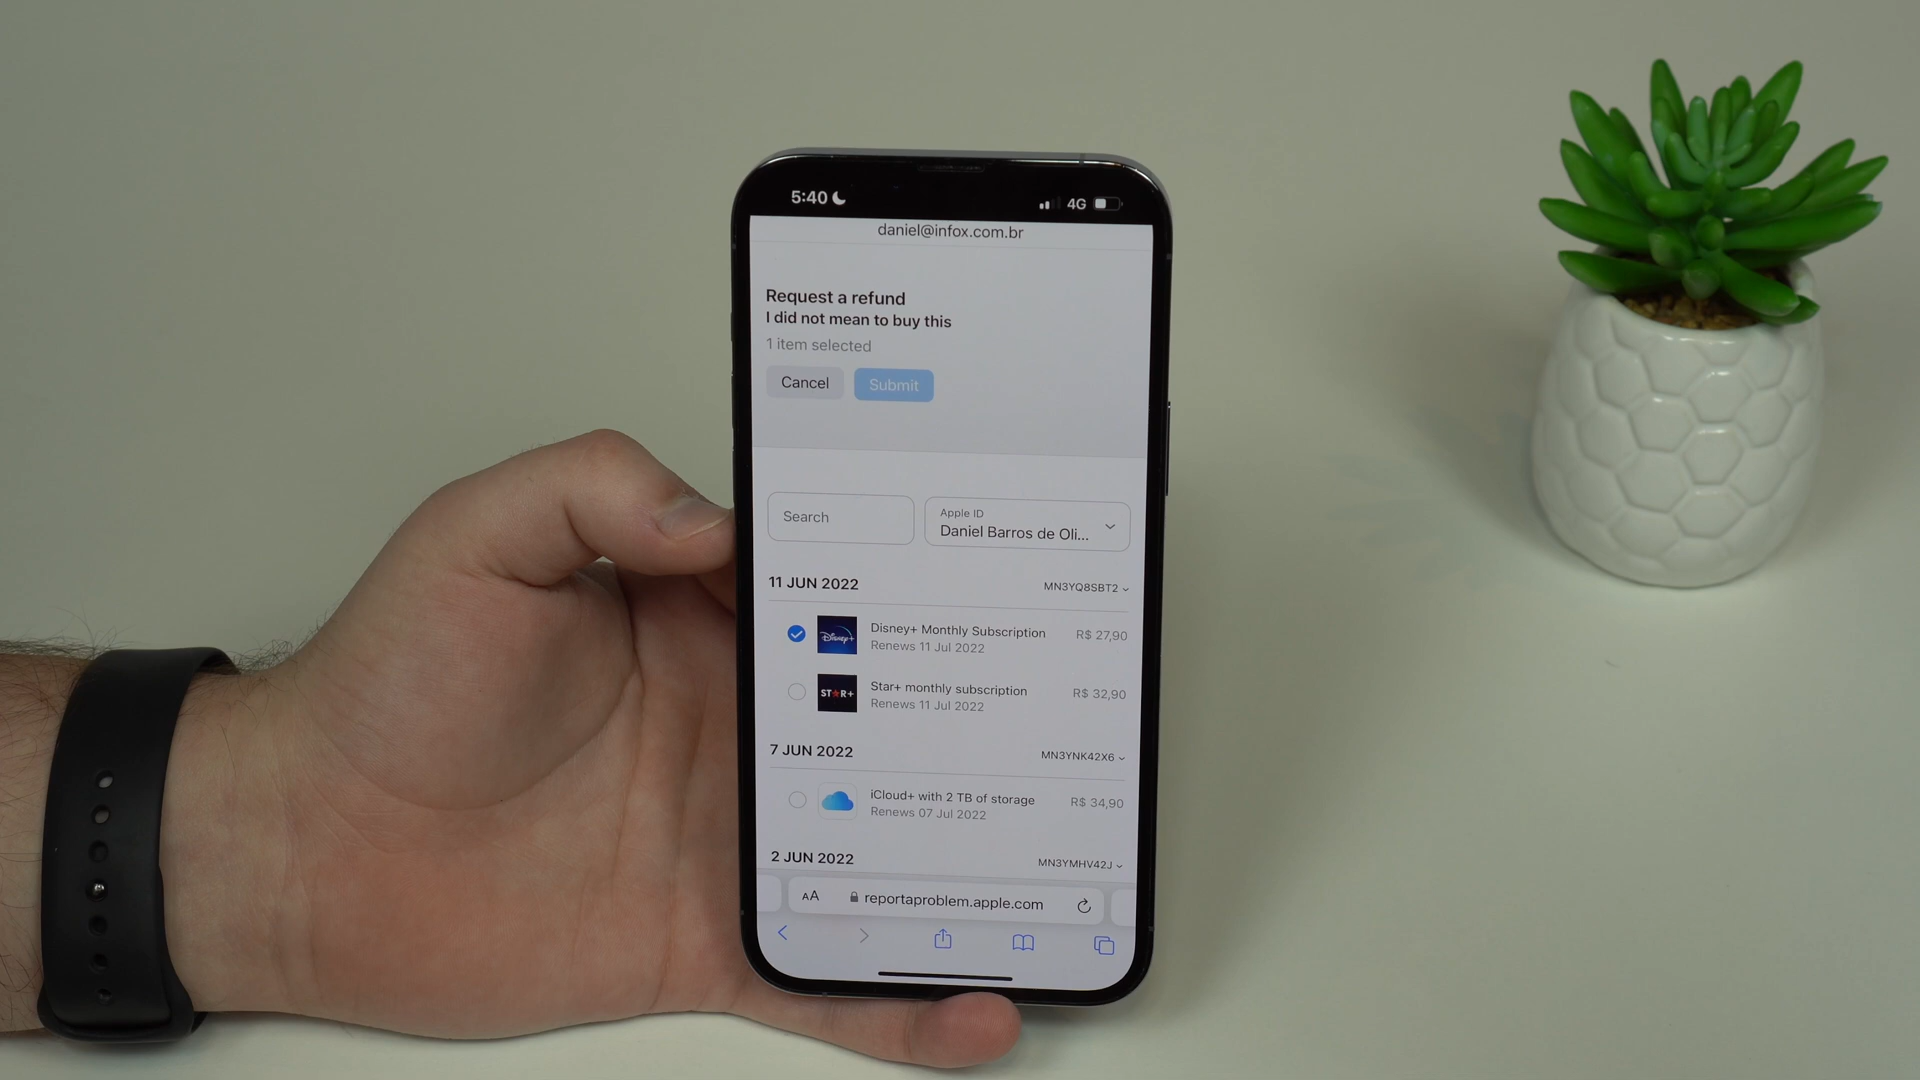 5:40
4G
daniel@infox.com.br
Request a refund
I did not mean to buy this
1 item selected
Cancel
Submit
Search
Apple ID
Daniel Barros de Oli...
11 JUN 2022
MN3YQ8SBT2
Disney+
Disney+ Monthly Subscription
R$ 27,90
Renews 11 Jul 2022
ST★R+
Star+ monthly subscription
R$ 32,90
Renews 11 Jul 2022
7 JUN 2022
MN3YNK42X6
iCloud+ with 2 TB of storage
R$ 34,90
Renews 07 Jul 2022
2 JUN 2022
MN3YMHV42J
AA
reportaproblem.apple.com